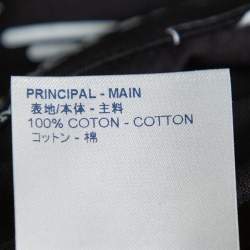 PRINCIPAL - MAIN
表地/本体 - 主料
100% COTON - COTTON
コットン - 棉